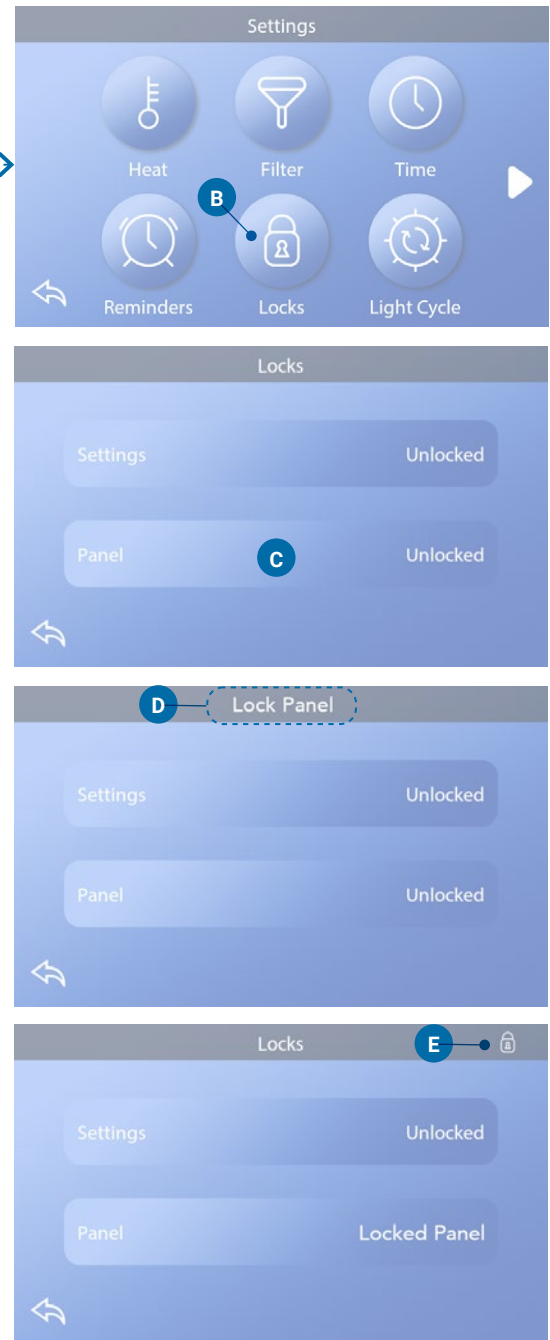 Settings
Heat Filter Time
B
Reminders Locks Light Cycle
Locks
Settings Unlocked
Panel C Unlocked
D Lock Panel
Settings Unlocked
Panel Unlocked
Locks E
Settings Unlocked
Panel Locked Panel